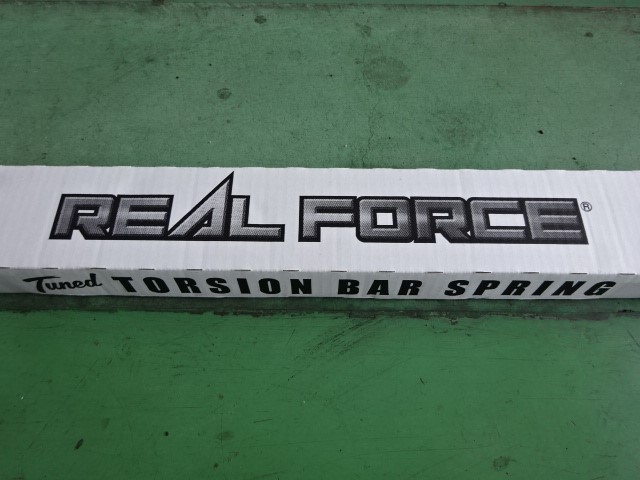 REAL FORCE®
Tuned TORSION BAR SPRING